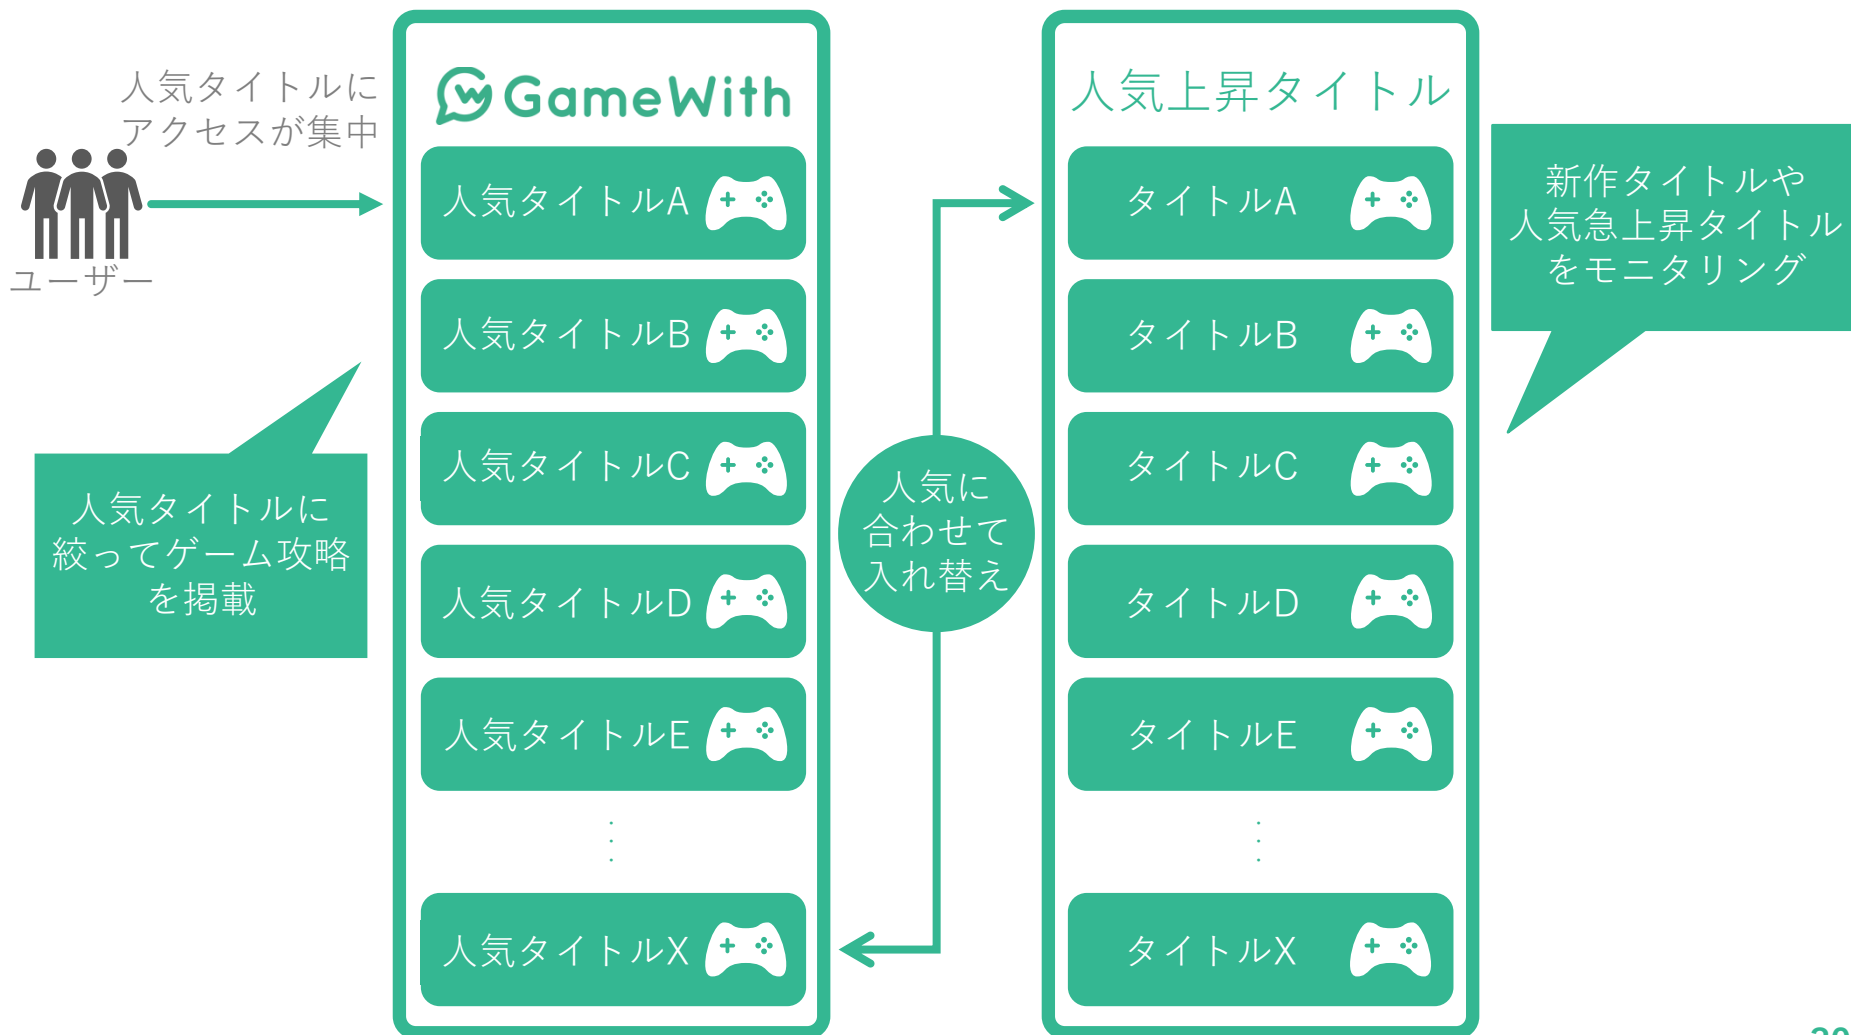 人気タイトルに
アクセスが集中
ユーザー
人気タイトルに
絞ってゲーム攻略
を掲載
GameWith
人気タイトルA
人気タイトルB
人気タイトルC
人気タイトルD
人気タイトルE
人気タイトルX
人気に
合わせて
入れ替え
人気上昇タイトル
タイトルA
タイトルB
タイトルC
タイトルD
タイトルE
タイトルX
新作タイトルや
人気急上昇タイトル
をモニタリング